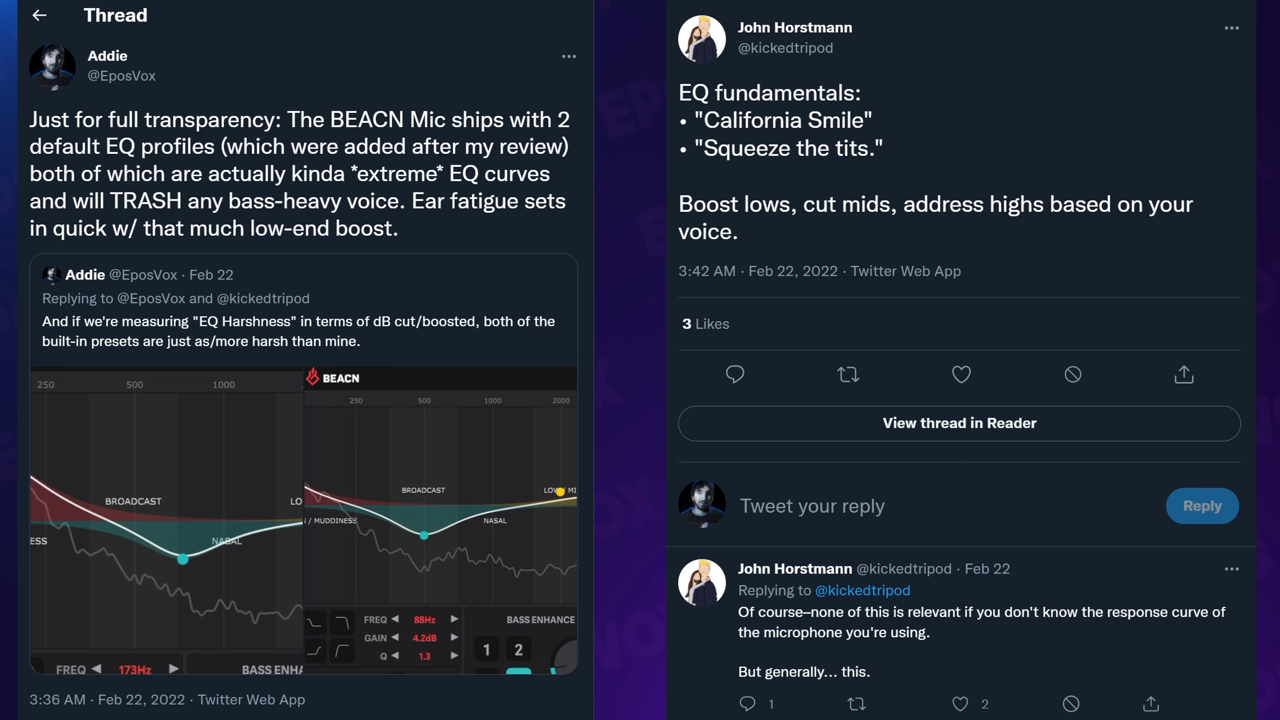 Thread
Addie
@EposVox
Just for full transparency: The BEACN Mic ships with 2
default EQ profiles (which were added after my review)
both of which are actually kinda *extreme* EQ curves
and will TRASH any bass-heavy voice. Ear fatigue sets
in quick w/ that much low-end boost.
Addie @EposVox · Feb 22
Replying to @EposVox and @kickedtripod
And if we're measuring "EQ Harshness" in terms of dB cut/boosted, both of the
built-in presets are just as/more harsh than mine.
250 500 1000
BROADCAST LO
ESS NASAL
FREQ 173Hz BASS ENHA
BEACN
250 500 1000 2000
BROADCAST LOW MI
/ MUDDINESS NASAL
FREQ 88Hz BASS ENHANCE
GAIN 4.2dB 1 2
Q 1.3
3:36 AM · Feb 22, 2022 · Twitter Web App
John Horstmann
@kickedtripod
EQ fundamentals:
• "California Smile"
• "Squeeze the tits."
Boost lows, cut mids, address highs based on your
voice.
3:42 AM · Feb 22, 2022 · Twitter Web App
3 Likes
View thread in Reader
Tweet your reply Reply
John Horstmann @kickedtripod · Feb 22
Replying to @kickedtripod
Of course–none of this is relevant if you don't know the response curve of
the microphone you're using.
But generally... this.
1 2